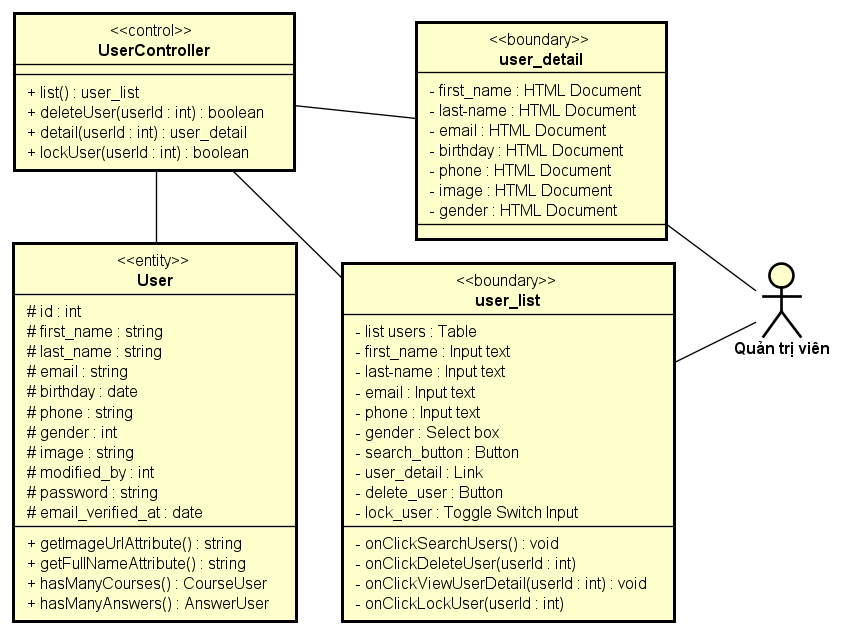 <<control>>
UserController
+ list() : user_list
+ deleteUser(userId : int) : boolean
+ detail(userId : int) : user_detail
+ lockUser(userId : int) : boolean
<<boundary>>
user_detail
- first_name : HTML Document
- last-name : HTML Document
- email : HTML Document
- birthday : HTML Document
- phone : HTML Document
- image : HTML Document
- gender : HTML Document
<<entity>>
User
# id : int
# first_name : string
# last_name : string
# email : string
# birthday : date
# phone : string
# gender : int
# image : string
# modified_by : int
# password : string
# email_verified_at : date
+ getImageUrlAttribute() : string
+ getFullNameAttribute() : string
+ hasManyCourses() : CourseUser
+ hasManyAnswers() : AnswerUser
<<boundary>>
user_list
- list users : Table
- first_name : Input text
- last-name : Input text
- email : Input text
- phone : Input text
- gender : Select box
- search_button : Button
- user_detail : Link
- delete_user : Button
- lock_user : Toggle Switch Input
- onClickSearchUsers() : void
- onClickDeleteUser(userId : int)
- onClickViewUserDetail(userId : int) : void
- onClickLockUser(userId : int)
Quản trị viên